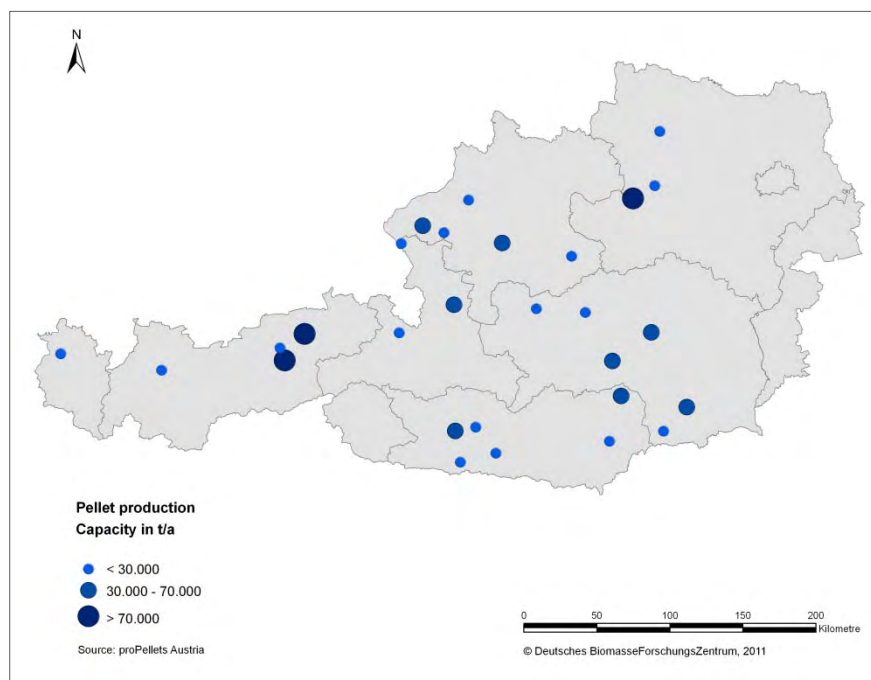 N
Pellet production
Capacity in t/a
< 30.000
30.000 - 70.000
> 70.000
Source: proPellets Austria
0 50 100 150 200
Kilometre
© Deutsches BiomasseForschungsZentrum, 2011